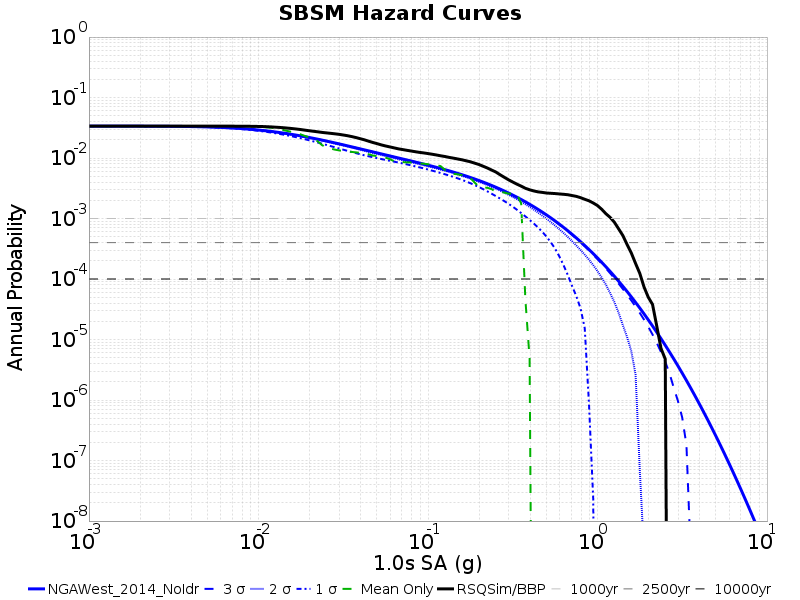 SBSM Hazard Curves
10^0
10^-1
10^-2
10^-3
10^-4
10^-5
10^-6
10^-7
10^-8
Annual Probability
10^-3 10^-2 10^-1 10^0 10^1
1.0s SA (g)
NGAWest_2014_NoIdr 3 σ 2 σ 1 σ Mean Only RSQSim/BBP 1000yr 2500yr 10000yr